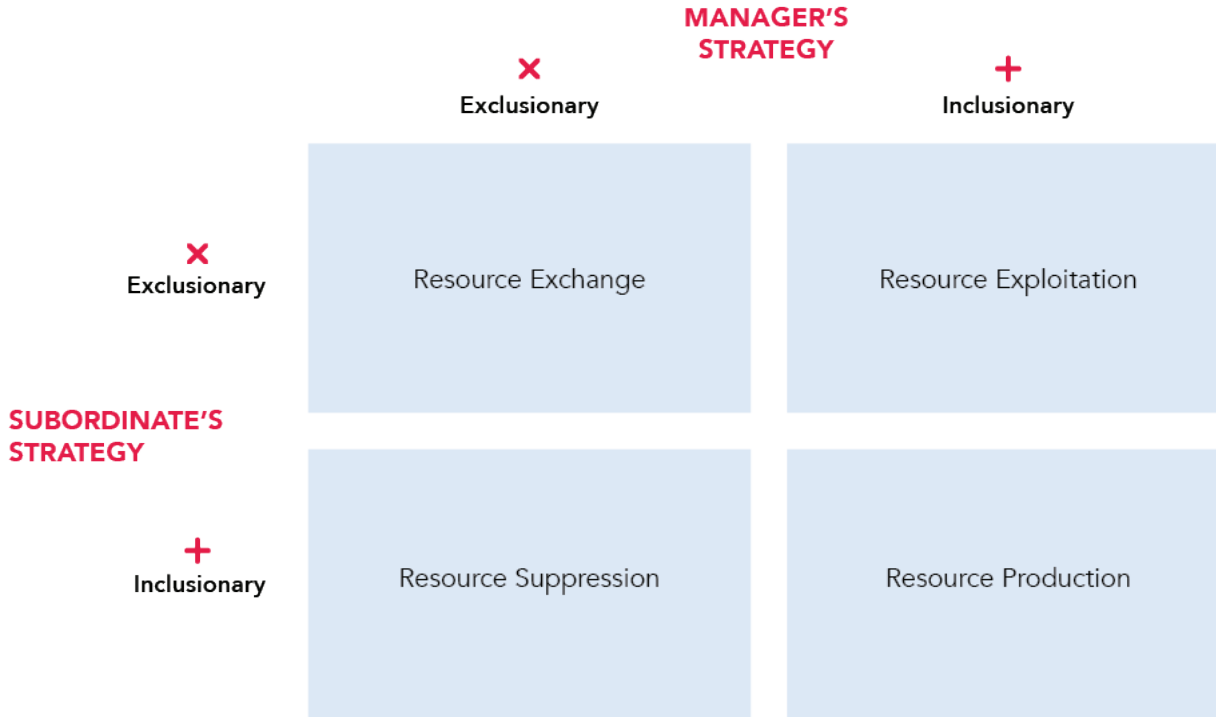 MANAGER'S
STRATEGY
Exclusionary
Inclusionary
Exclusionary
Resource Exchange
Resource Exploitation
SUBORDINATE'S
STRATEGY
Inclusionary
Resource Suppression
Resource Production